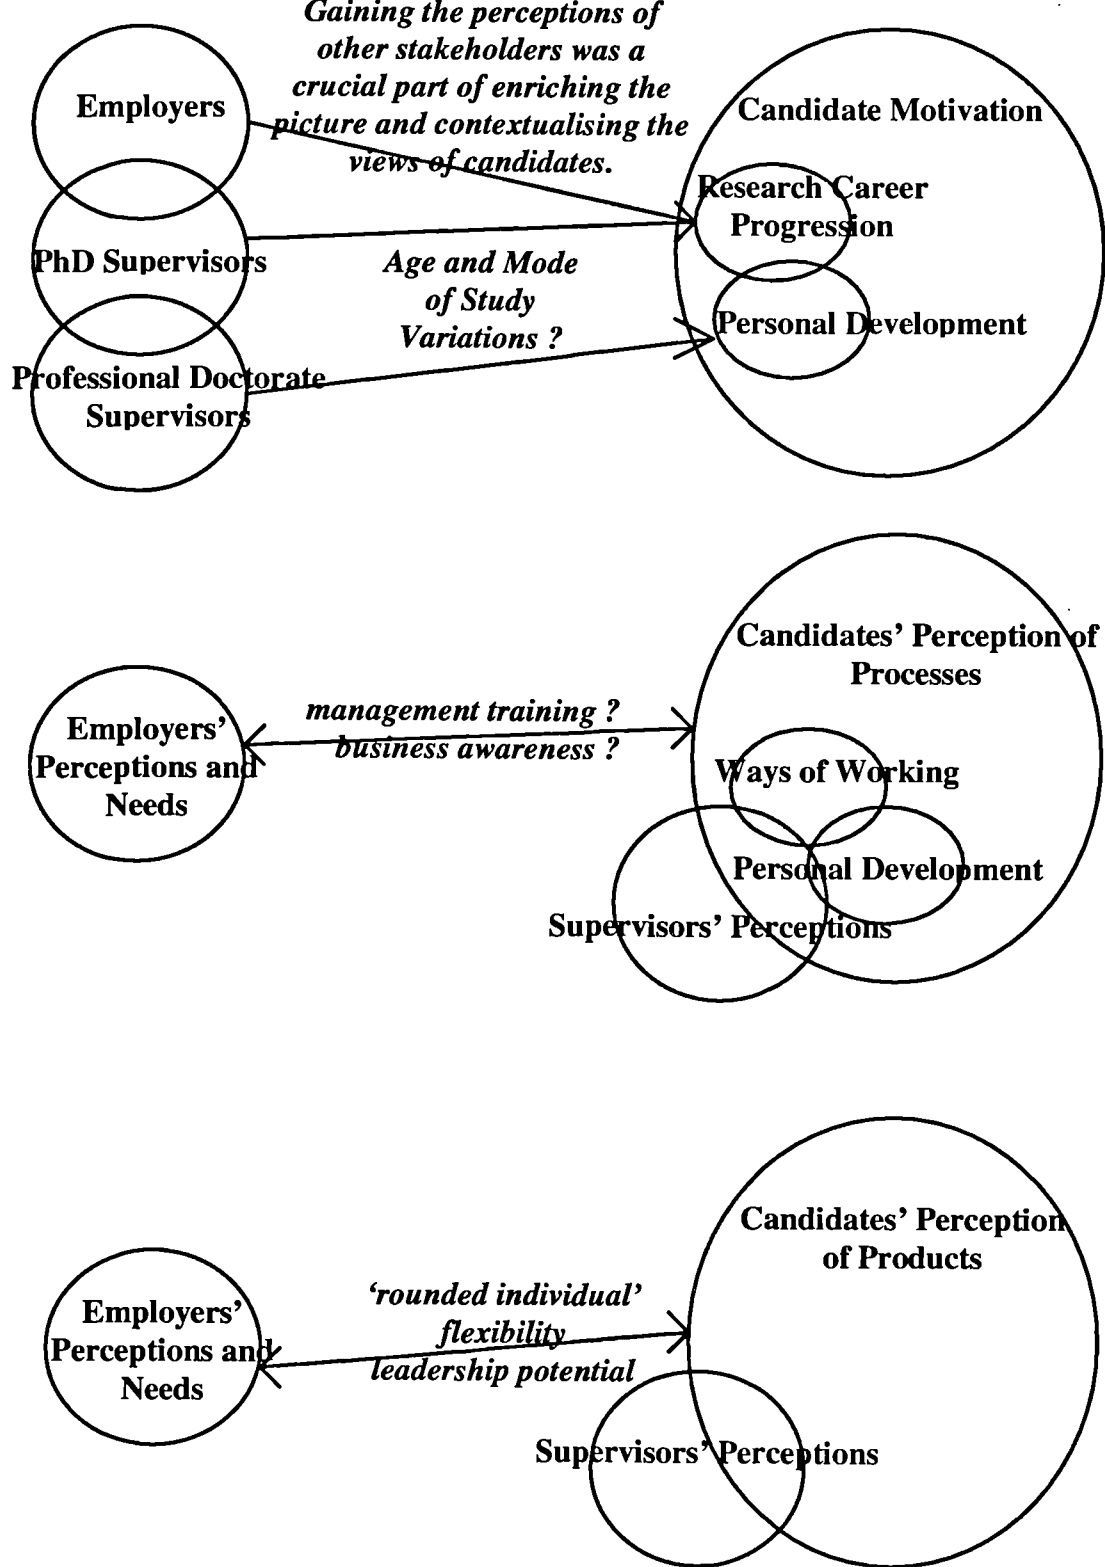 Gaining the perceptions of
other stakeholders was a
crucial part of enriching the
picture and contextualising the
views of candidates.
Employers
PhD Supervisors
Professional Doctorate
Supervisors
Age and Mode
of Study
Variations ?
Candidate Motivation
Research Career
Progression
Personal Development
Employers’
Perceptions and
Needs
management training ?
business awareness ?
Candidates’ Perception of
Processes
Ways of Working
Personal Development
Supervisors’ Perceptions
Employers’
Perceptions and
Needs
‘rounded individual’
flexibility
leadership potential
Candidates’ Perception
of Products
Supervisors’ Perceptions